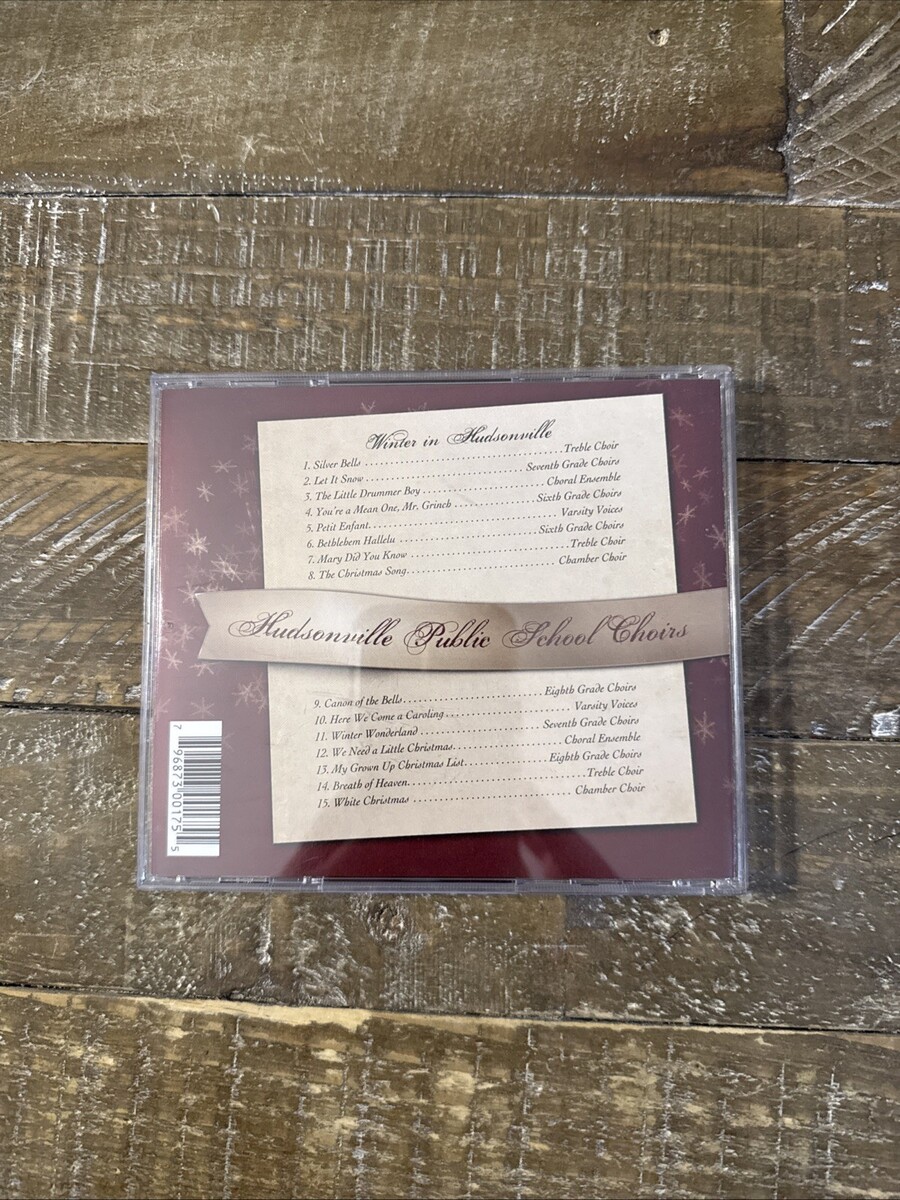 Winter in Hudsonville
1. Silver Bells ........................................ Treble Choir
2. Let It Snow ................................ Seventh Grade Choirs
3. The Little Drummer Boy ........................ Choral Ensemble
4. You're a Mean One, Mr. Grinch ................ Sixth Grade Choirs
5. Petit Enfant..................................... Varsity Voices
6. Bethlehem Hallelu ........................... Sixth Grade Choirs
7. Mary Did You Know ................................ Treble Choir
8. The Christmas Song.............................. Chamber Choir
Hudsonville Public School Choirs
9. Canon of the Bells........................... Eighth Grade Choirs
10. Here We Come a Caroling ........................ Varsity Voices
11. Winter Wonderland ....................... Seventh Grade Choirs
12. We Need a Little Christmas..................... Choral Ensemble
13. My Grown Up Christmas List................ Eighth Grade Choirs
14. Breath of Heaven................................... Treble Choir
15. White Christmas ................................ Chamber Choir
7 96873 00175 5